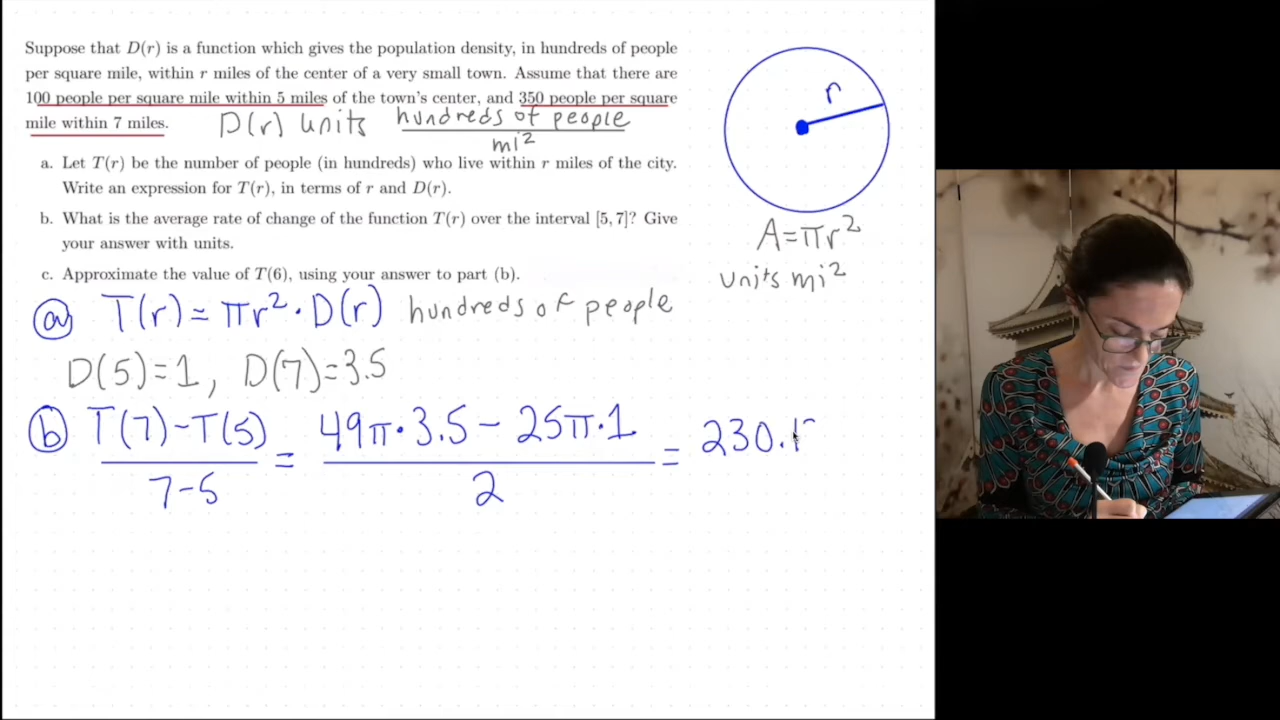 Suppose that D(r) is a function which gives the population density, in hundreds of people
per square mile, within r miles of the center of a very small town. Assume that there are
100 people per square mile within 5 miles of the town's center, and 350 people per square
mile within 7 miles.
D(r) units hundreds of people / mi²
a. Let T(r) be the number of people (in hundreds) who live within r miles of the city.
Write an expression for T(r), in terms of r and D(r).
b. What is the average rate of change of the function T(r) over the interval [5, 7]? Give
your answer with units.
c. Approximate the value of T(6), using your answer to part (b).
r
A=πr²
units mi²
(a) T(r) = πr² · D(r) hundreds of people
D(5)=1, D(7)=3.5
(b) T(7)-T(5) / 7-5 = 49π·3.5 - 25π·1 / 2 = 230.1